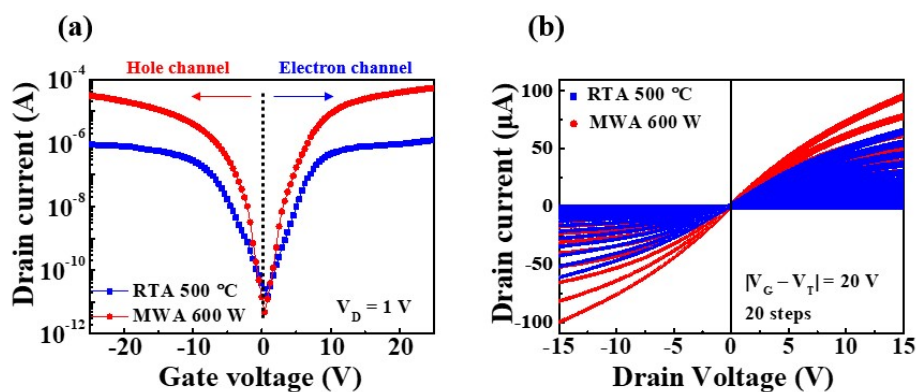 (a)
Hole channel Electron channel
Drain current (A)
10⁻⁴
10⁻⁶
10⁻⁸
10⁻¹⁰
10⁻¹²
RTA 500 °C
MWA 600 W
V_D = 1 V
-20 -10 0 10 20
Gate voltage (V)
(b)
Drain current (μA)
100
50
0
-50
-100
RTA 500 °C
MWA 600 W
|V_G – V_T| = 20 V
20 steps
-15 -10 -5 0 5 10 15
Drain Voltage (V)